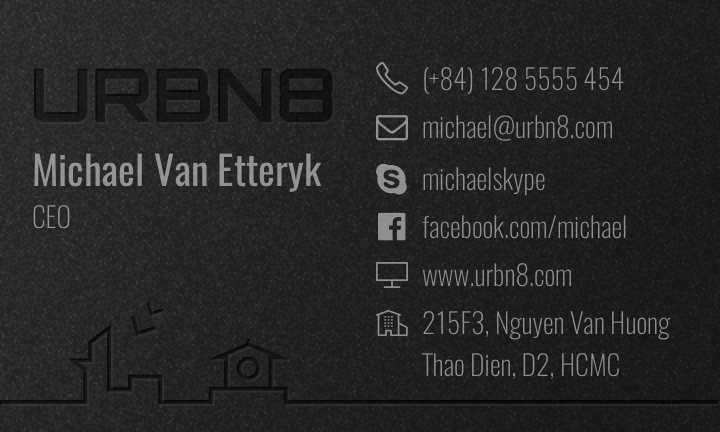 URBN8
Michael Van Etteryk
CEO
(+84) 128 5555 454
michael@urbn8.com
michaelskype
facebook.com/michael
www.urbn8.com
215F3, Nguyen Van Huong
Thao Dien, D2, HCMC